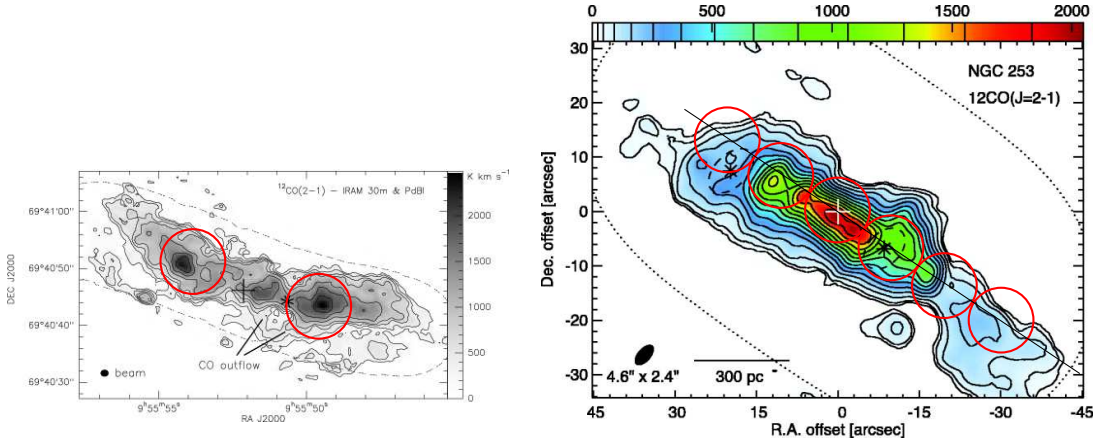 ¹²CO(2−1) − IRAM 30m & PdBI
K km s⁻¹
2000
1500
1000
500
0
69°41'00"
69°40'50"
69°40'40"
69°40'30"
DEC J2000
CO outflow
beam
9ʰ55ᵐ55ˢ
9ʰ55ᵐ50ˢ
RA J2000
0 500 1000 1500 2000
NGC 253
12CO(J=2-1)
30
20
10
0
-10
-20
-30
Dec. offset [arcsec]
4.6" x 2.4"
300 pc
45 30 15 0 -15 -30 -45
R.A. offset [arcsec]